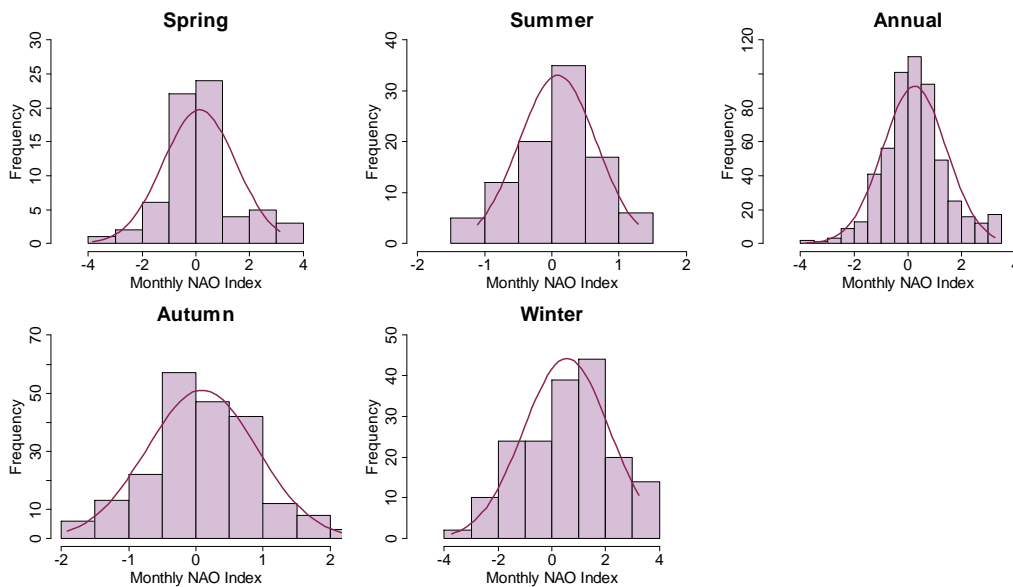 Spring
Frequency
0 5 10 15 20 25 30
-4 -2 0 2 4
Monthly NAO Index
Summer
Frequency
0 10 20 30 40
-2 -1 0 1 2
Monthly NAO Index
Annual
Frequency
0 20 40 60 80 120
-4 -2 0 2 4
Monthly NAO Index
Autumn
Frequency
0 10 30 50 70
-2 -1 0 1 2
Monthly NAO Index
Winter
Frequency
0 10 20 30 40 50
-4 -2 0 2 4
Monthly NAO Index